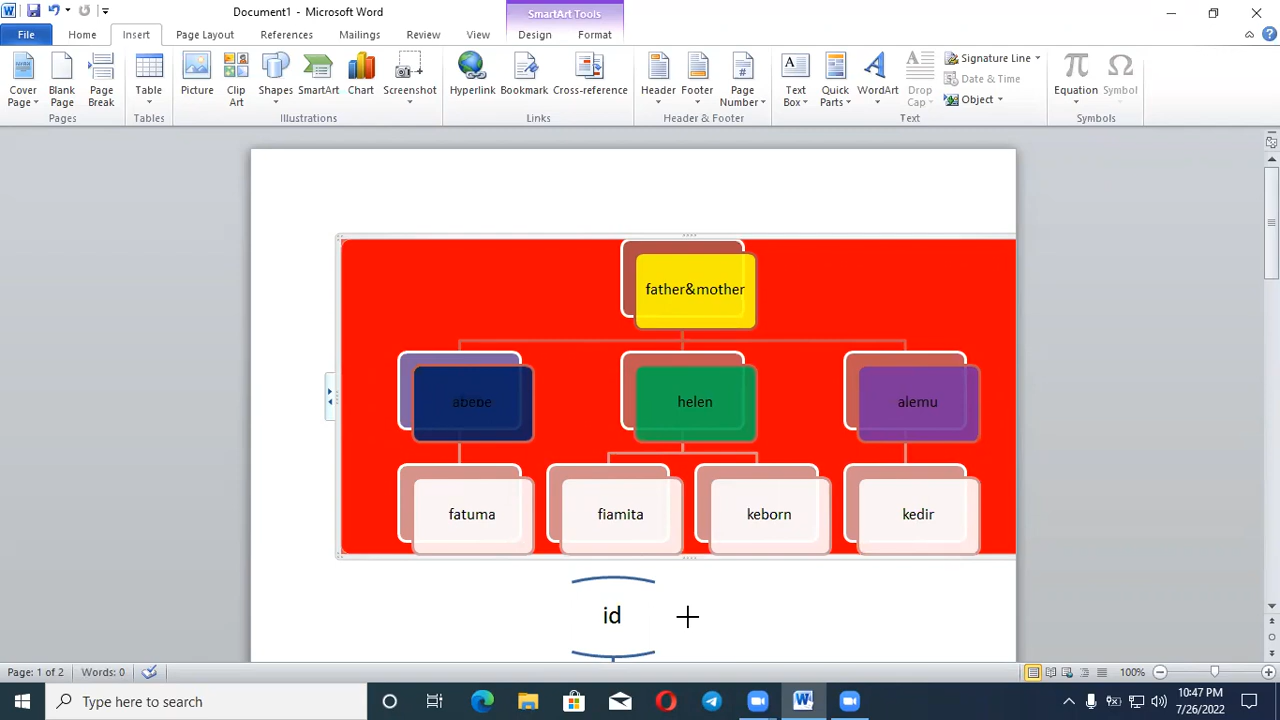 Document1 - Microsoft Word
SmartArt Tools
File Home Insert Page Layout References Mailings Review View Design Format
Cover Page
Blank Page
Page Break
Table
Picture
Clip Art
Shapes
SmartArt
Chart
Screenshot
Hyperlink
Bookmark
Cross-reference
Header
Footer
Page Number
Text Box
Quick Parts
WordArt
Drop Cap
Signature Line
Date & Time
Object
Equation
Symbol
Pages Tables Illustrations Links Header & Footer Text Symbols
father&mother
abebe helen alemu
fatuma fiamita keborn kedir
id
Page: 1 of 2 Words: 0 100%
Type here to search
10:47 PM
7/26/2022